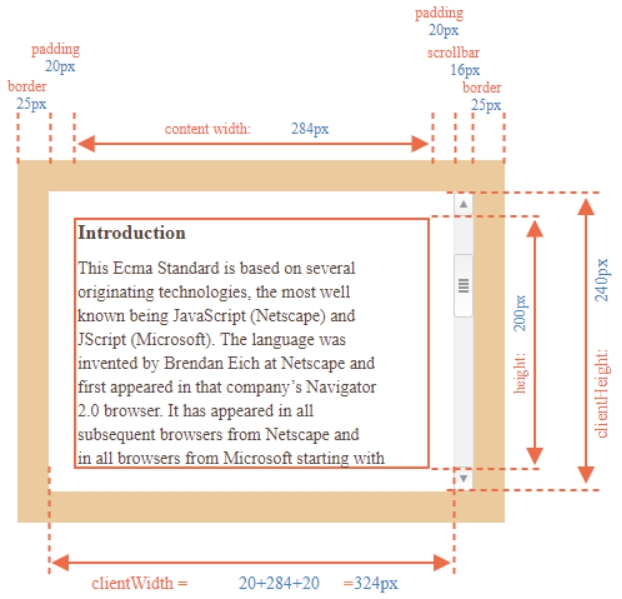 padding
20px
scrollbar
16px
padding
20px
border
25px
border
25px
content width: 284px
Introduction
This Ecma Standard is based on several
originating technologies, the most well
known being JavaScript (Netscape) and
JScript (Microsoft). The language was
invented by Brendan Eich at Netscape and
first appeared in that company’s Navigator
2.0 browser. It has appeared in all
subsequent browsers from Netscape and
in all browsers from Microsoft starting with
height: 200px
clientHeight: 240px
clientWidth = 20+284+20 =324px